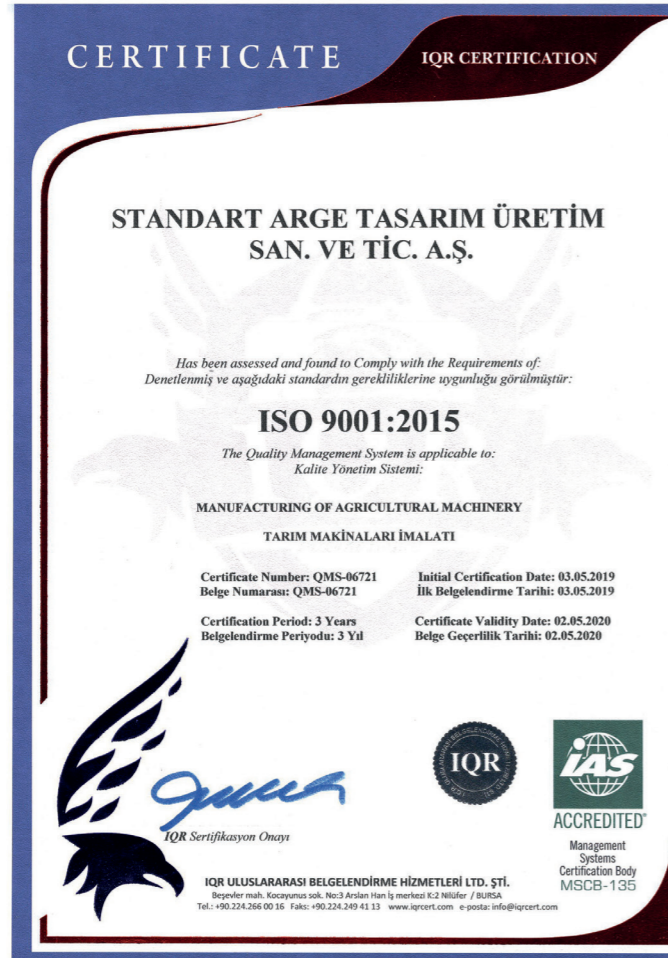 CERTIFICATE
IQR CERTIFICATION
STANDART ARGE TASARIM ÜRETİM
SAN. VE TİC. A.Ş.
Has been assessed and found to Comply with the Requirements of:
Denetlenmiş ve aşağıdaki standardın gerekliliklerine uygunluğu görülmüştür:
ISO 9001:2015
The Quality Management System is applicable to:
Kalite Yönetim Sistemi:
MANUFACTURING OF AGRICULTURAL MACHINERY
TARIM MAKİNALARI İMALATI
Certificate Number: QMS-06721
Belge Numarası: QMS-06721
Initial Certification Date: 03.05.2019
İlk Belgelendirme Tarihi: 03.05.2019
Certification Period: 3 Years
Belgelendirme Periyodu: 3 Yıl
Certificate Validity Date: 02.05.2020
Belge Geçerlilik Tarihi: 02.05.2020
IQR Sertifikasyon Onayı
IQR
IAS
ACCREDITED
Management
Systems
Certification Body
MSCB-135
IQR ULUSLARARASI BELGELENDİRME HİZMETLERİ LTD. ŞTİ.
Beşevler mah. Kocayunus sok. No:3 Arslan Han İş merkezi K:2 Nilüfer / BURSA
Tel.: +90.224.266 00 16 Faks: +90.224.249 41 13 www.iqrcert.com e-posta: info@iqrcert.com